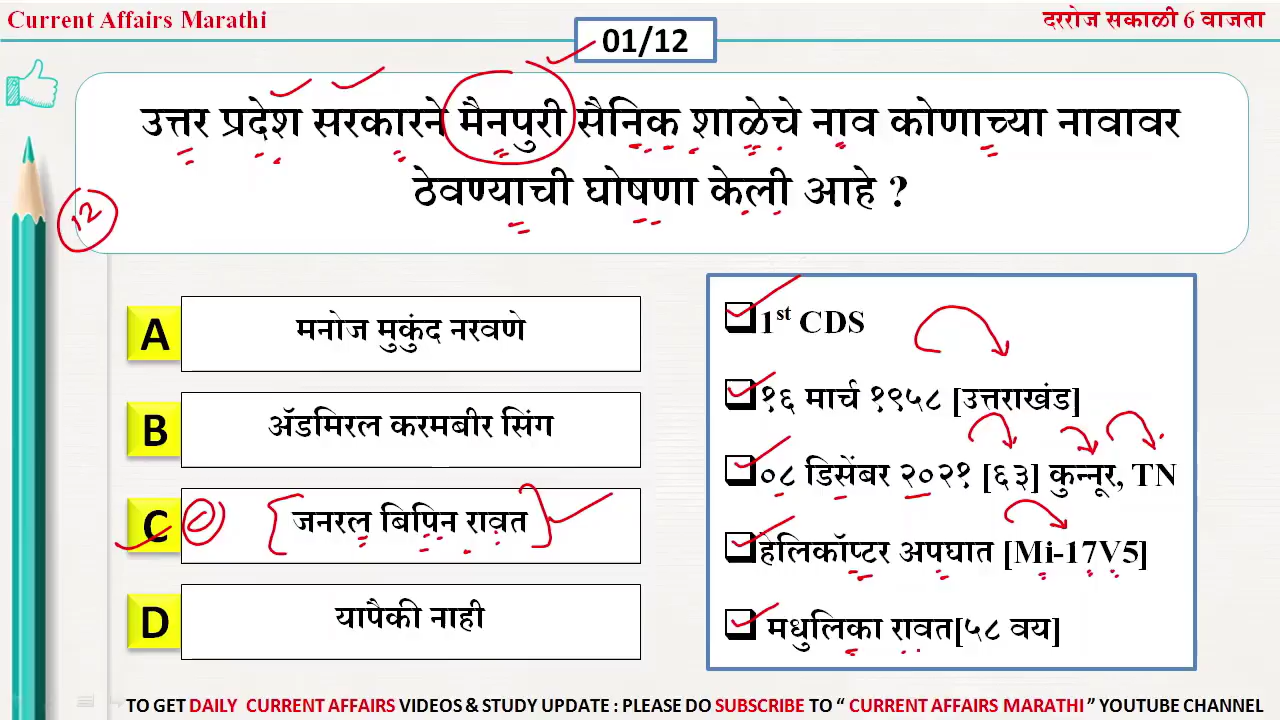 Current Affairs Marathi
दररोज सकाळी 6 वाजता
01/12
उत्तर प्रदेश सरकारने मैनपुरी सैनिक शाळेचे नाव कोणाच्या नावावर
ठेवण्याची घोषणा केली आहे ?
12
A मनोज मुकुंद नरवणे
B ॲडमिरल करमबीर सिंग
C जनरल बिपिन रावत
D यापैकी नाही
1st CDS
१६ मार्च १९५८ [उत्तराखंड]
०८ डिसेंबर २०२१ [६३] कुन्नूर, TN
हेलिकॉप्टर अपघात [Mi-17V5]
मधुलिका रावत[५८ वय]
TO GET DAILY CURRENT AFFAIRS VIDEOS & STUDY UPDATE : PLEASE DO SUBSCRIBE TO “ CURRENT AFFAIRS MARATHI ” YOUTUBE CHANNEL